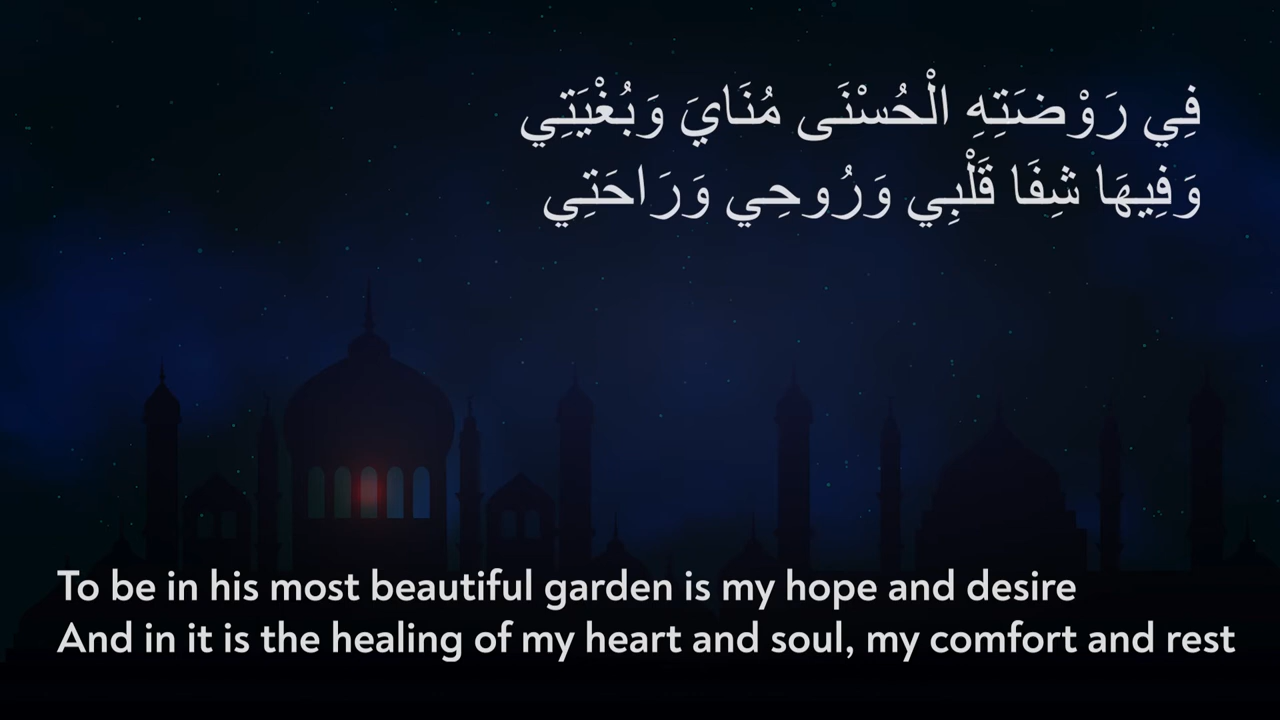 فِي رَوْضَتِهِ الْحُسْنَى مُنَايَ وَبُغْيَتِي
وَفِيهَا شِفَا قَلْبِي وَرُوحِي وَرَاحَتِي
To be in his most beautiful garden is my hope and desire
And in it is the healing of my heart and soul, my comfort and rest